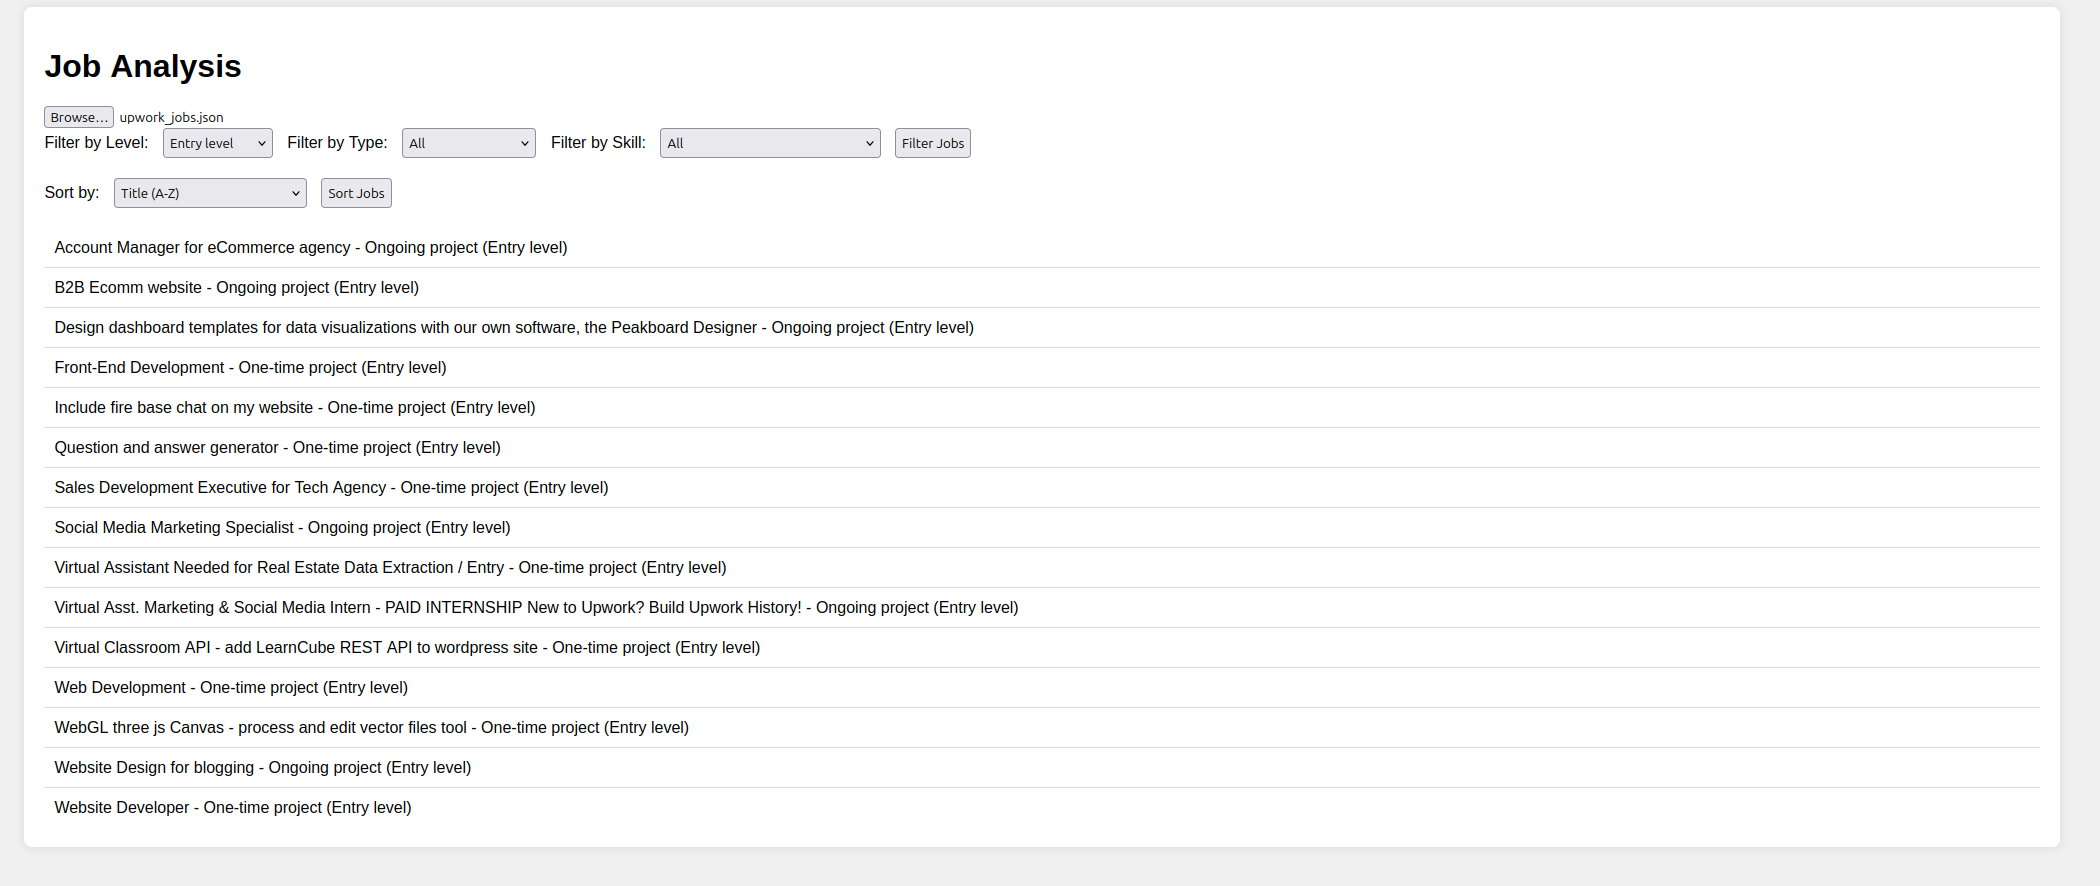 Job Analysis
Browse... upwork_jobs.json
Filter by Level: Entry level Filter by Type: All Filter by Skill: All Filter Jobs
Sort by: Title (A-Z) Sort Jobs
Account Manager for eCommerce agency - Ongoing project (Entry level)
B2B Ecomm website - Ongoing project (Entry level)
Design dashboard templates for data visualizations with our own software, the Peakboard Designer - Ongoing project (Entry level)
Front-End Development - One-time project (Entry level)
Include fire base chat on my website - One-time project (Entry level)
Question and answer generator - One-time project (Entry level)
Sales Development Executive for Tech Agency - One-time project (Entry level)
Social Media Marketing Specialist - Ongoing project (Entry level)
Virtual Assistant Needed for Real Estate Data Extraction / Entry - One-time project (Entry level)
Virtual Asst. Marketing & Social Media Intern - PAID INTERNSHIP New to Upwork? Build Upwork History! - Ongoing project (Entry level)
Virtual Classroom API - add LearnCube REST API to wordpress site - One-time project (Entry level)
Web Development - One-time project (Entry level)
WebGL three js Canvas - process and edit vector files tool - One-time project (Entry level)
Website Design for blogging - Ongoing project (Entry level)
Website Developer - One-time project (Entry level)